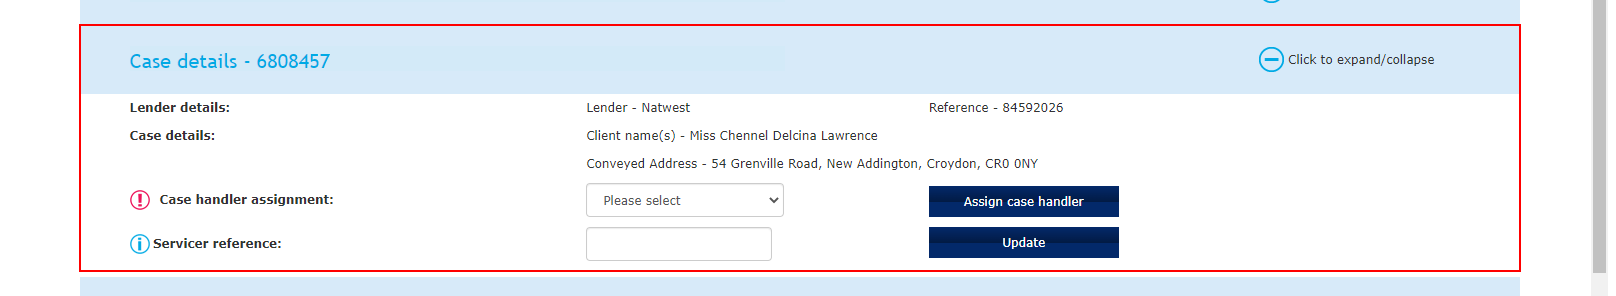 Case details - 6808457
Click to expand/collapse
Lender details:
Lender - Natwest
Reference - 84592026
Case details:
Client name(s) - Miss Chennel Delcina Lawrence
Conveyed Address - 54 Grenville Road, New Addington, Croydon, CR0 0NY
Case handler assignment:
Please select
Assign case handler
Servicer reference:
Update